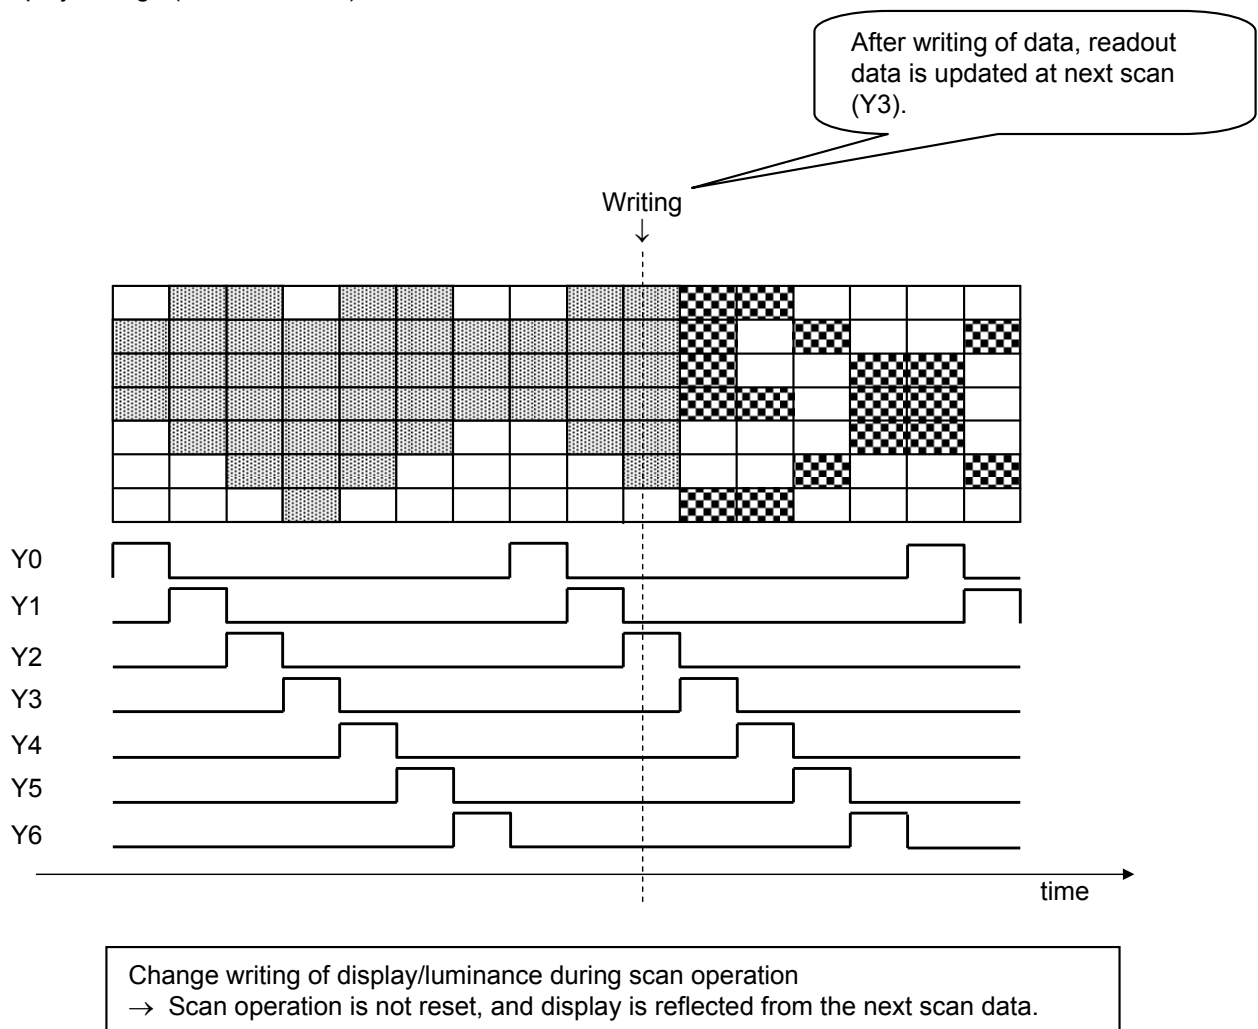 After writing of data, readout
data is updated at next scan
(Y3).
Writing
Y0
Y1
Y2
Y3
Y4
Y5
Y6
time
Change writing of display/luminance during scan operation
→ Scan operation is not reset, and display is reflected from the next scan data.